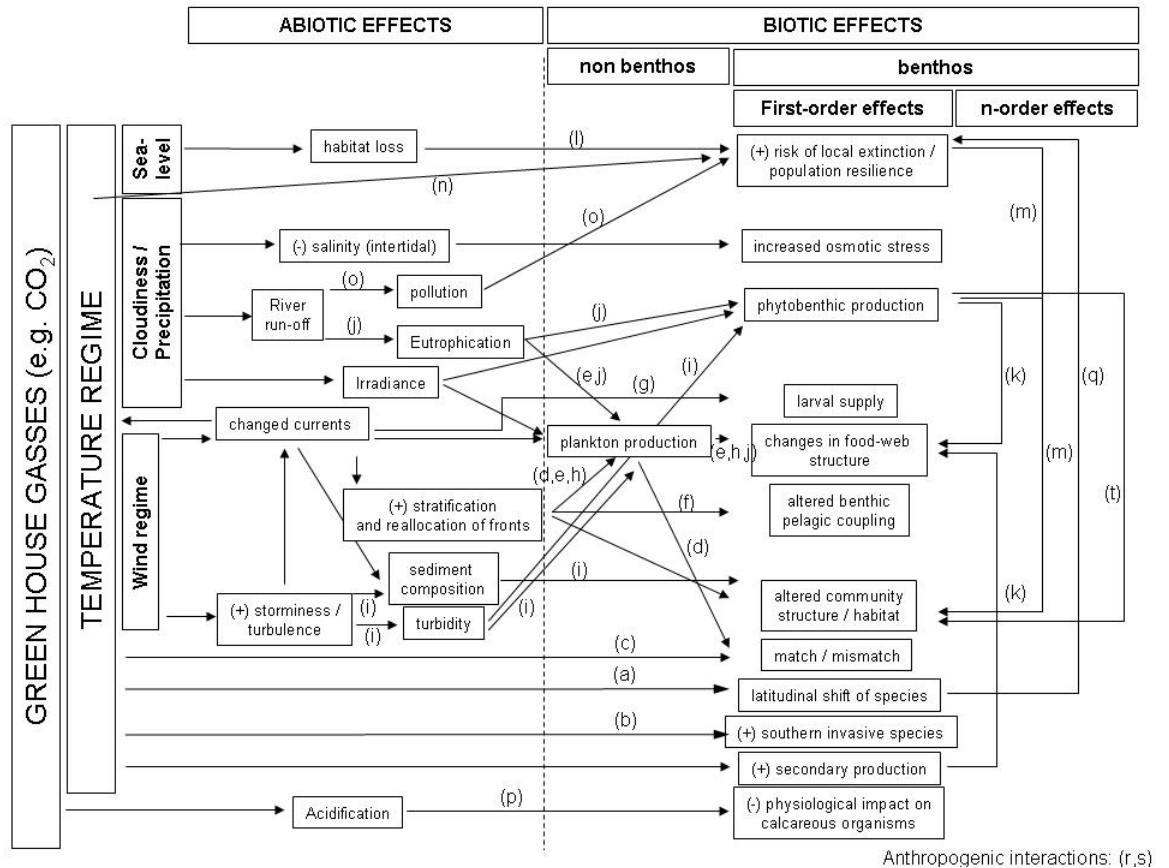 ABIOTIC EFFECTS
BIOTIC EFFECTS
non benthos
benthos
First-order effects
n-order effects
GREEN HOUSE GASSES (e.g. CO2)
TEMPERATURE REGIME
Sea-
level
habitat loss
(l)
(+) risk of local extinction /
population resilience
(n)
(m)
(o)
Cloudiness /
Precipitation
(-) salinity (intertidal)
increased osmotic stress
River
run-off
(o)
pollution
(j)
Eutrophication
(j)
phytobenthic production
(i)
Irradiance
(e,j)
(g)
(k)
(q)
larval supply
changed currents
plankton production
(e,h,j)
changes in food-web
structure
(m)
Wind regime
(d,e,h)
(+) stratification
and reallocation of fronts
(f)
altered benthic
pelagic coupling
(t)
(d)
sediment
composition
(i)
altered community
structure / habitat
(k)
(+) storminess /
turbulence
(i)
(i)
turbidity
(i)
(c)
match / mismatch
(a)
latitudinal shift of species
(b)
(+) southern invasive species
(+) secondary production
Acidification
(p)
(-) physiological impact on
calcareous organisms
Anthropogenic interactions: (r,s)